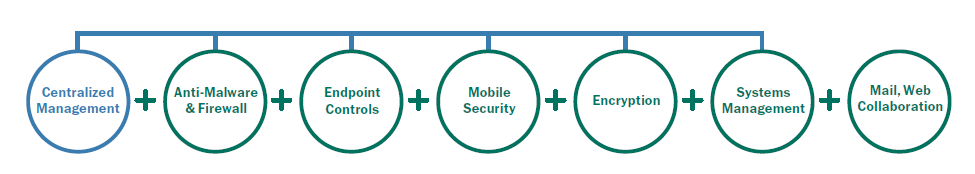 Centralized
Management
Anti-Malware
& Firewall
Endpoint
Controls
Mobile
Security
Encryption
Systems
Management
Mail, Web
Collaboration